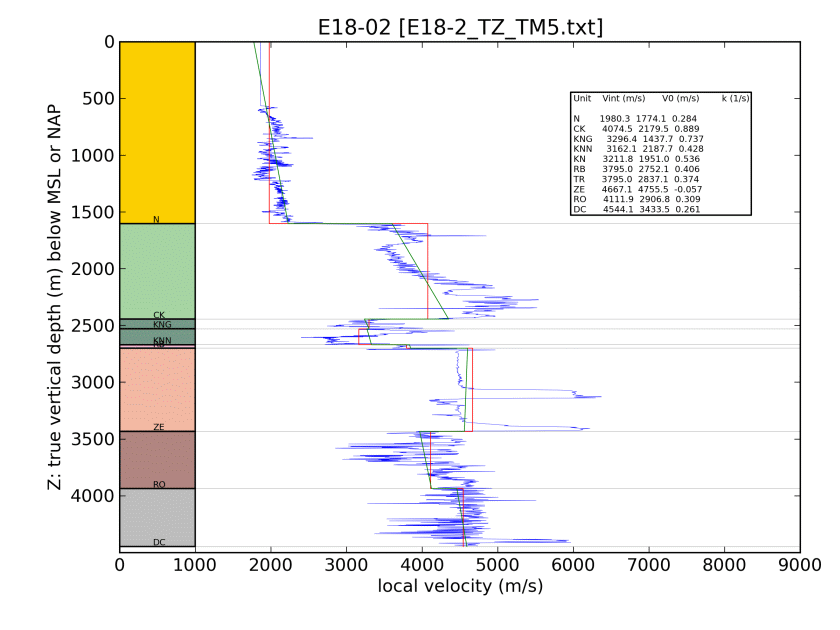 E18-02 [E18-2_TZ_TM5.txt]
Z: true vertical depth (m) below MSL or NAP
0
500
1000
1500
2000
2500
3000
3500
4000
N
CK
KNG
KNN
ZE
RO
DC
Unit Vint (m/s) V0 (m/s) k (1/s)
N 1980.3 1774.1 0.284
CK 4074.5 2179.5 0.889
KNG 3296.4 1437.7 0.737
KNN 3162.1 2187.7 0.428
KN 3211.8 1951.0 0.536
RB 3795.0 2752.1 0.406
TR 3795.0 2837.1 0.374
ZE 4667.1 4755.5 -0.057
RO 4111.9 2906.8 0.309
DC 4544.1 3433.5 0.261
0 1000 2000 3000 4000 5000 6000 7000 8000 9000
local velocity (m/s)